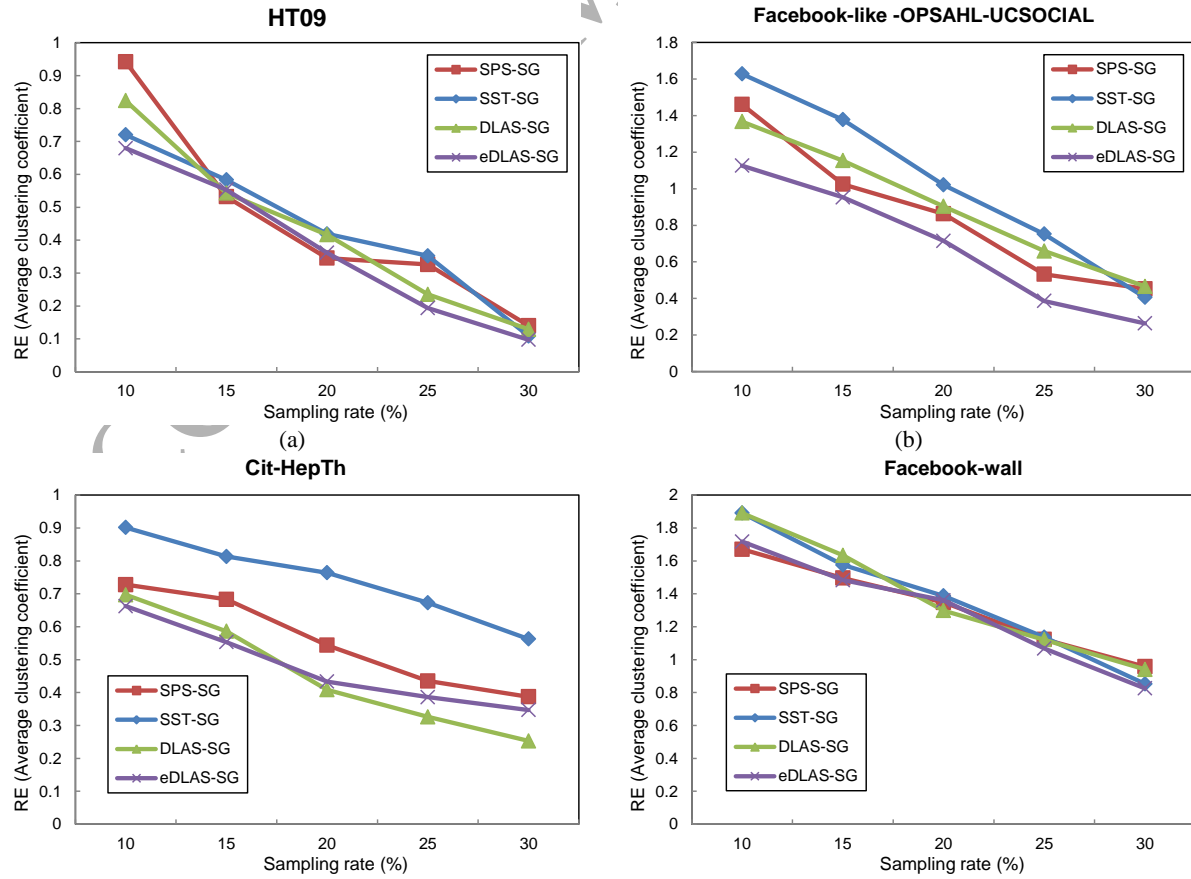 HT09
RE (Average clustering coefficient)
1
0.9
0.8
0.7
0.6
0.5
0.4
0.3
0.2
0.1
0
SPS-SG
SST-SG
DLAS-SG
eDLAS-SG
10 15 20 25 30
Sampling rate (%)
(a)
Facebook-like -OPSAHL-UCSOCIAL
RE (Average clustering coefficient)
1.8
1.6
1.4
1.2
1
0.8
0.6
0.4
0.2
0
SPS-SG
SST-SG
DLAS-SG
eDLAS-SG
10 15 20 25 30
Sampling rate (%)
(b)
Cit-HepTh
RE (Average clustering coefficient)
1
0.9
0.8
0.7
0.6
0.5
0.4
0.3
0.2
0.1
0
SPS-SG
SST-SG
DLAS-SG
eDLAS-SG
10 15 20 25 30
Sampling rate (%)
Facebook-wall
RE (Average clustering coefficient)
2
1.8
1.6
1.4
1.2
1
0.8
0.6
0.4
0.2
0
SPS-SG
SST-SG
DLAS-SG
eDLAS-SG
10 15 20 25 30
Sampling rate (%)